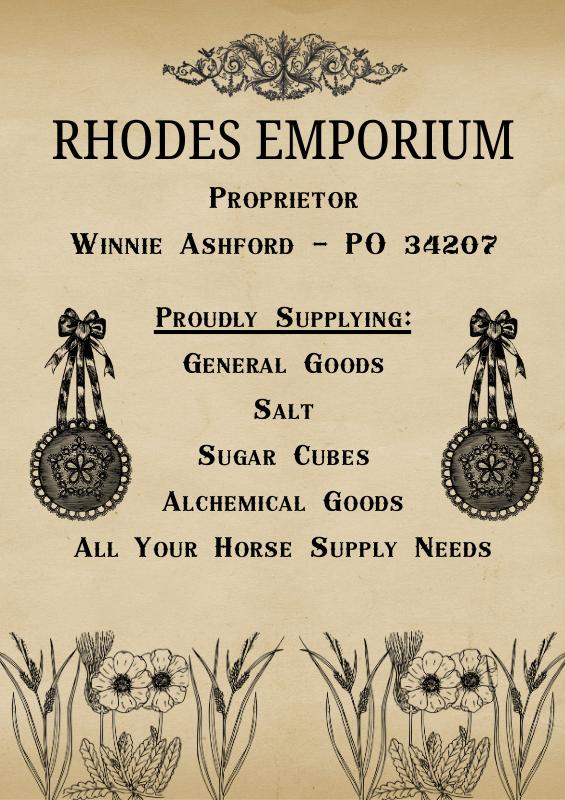 RHODES EMPORIUM
Proprietor
Winnie Ashford - PO 34207
Proudly Supplying:
General Goods
Salt
Sugar Cubes
Alchemical Goods
All Your Horse Supply Needs